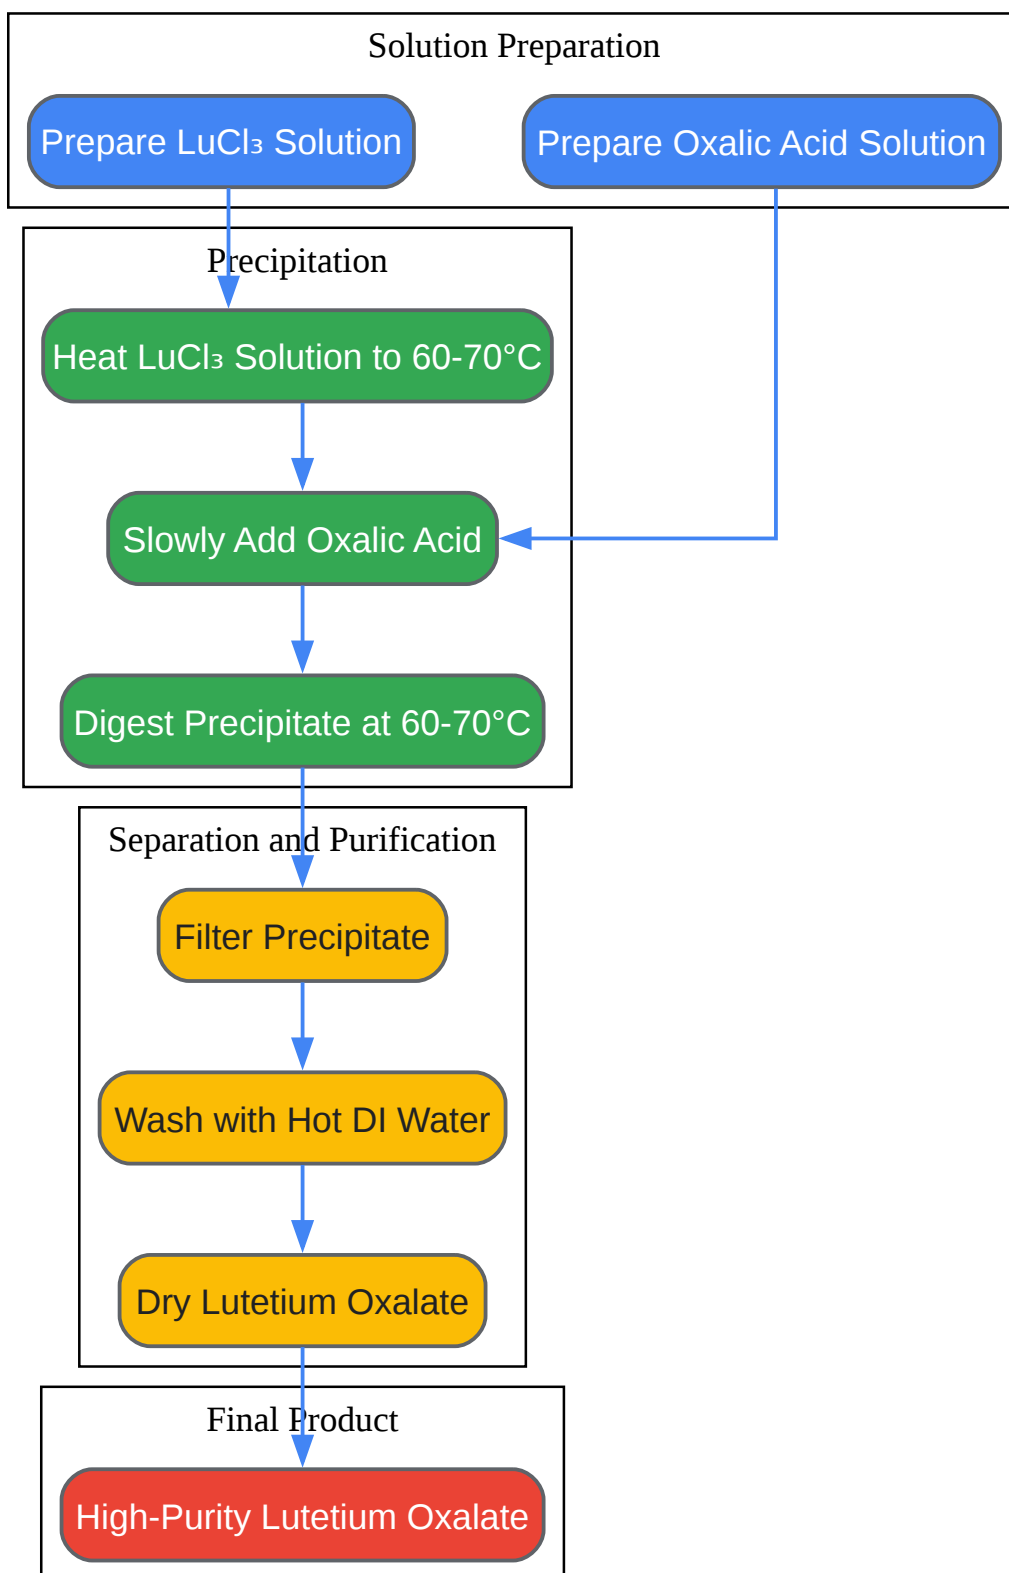 Solution Preparation
Prepare LuCl₃ Solution
Prepare Oxalic Acid Solution
Precipitation
Heat LuCl₃ Solution to 60-70°C
Slowly Add Oxalic Acid
Digest Precipitate at 60-70°C
Separation and Purification
Filter Precipitate
Wash with Hot DI Water
Dry Lutetium Oxalate
Final Product
High-Purity Lutetium Oxalate